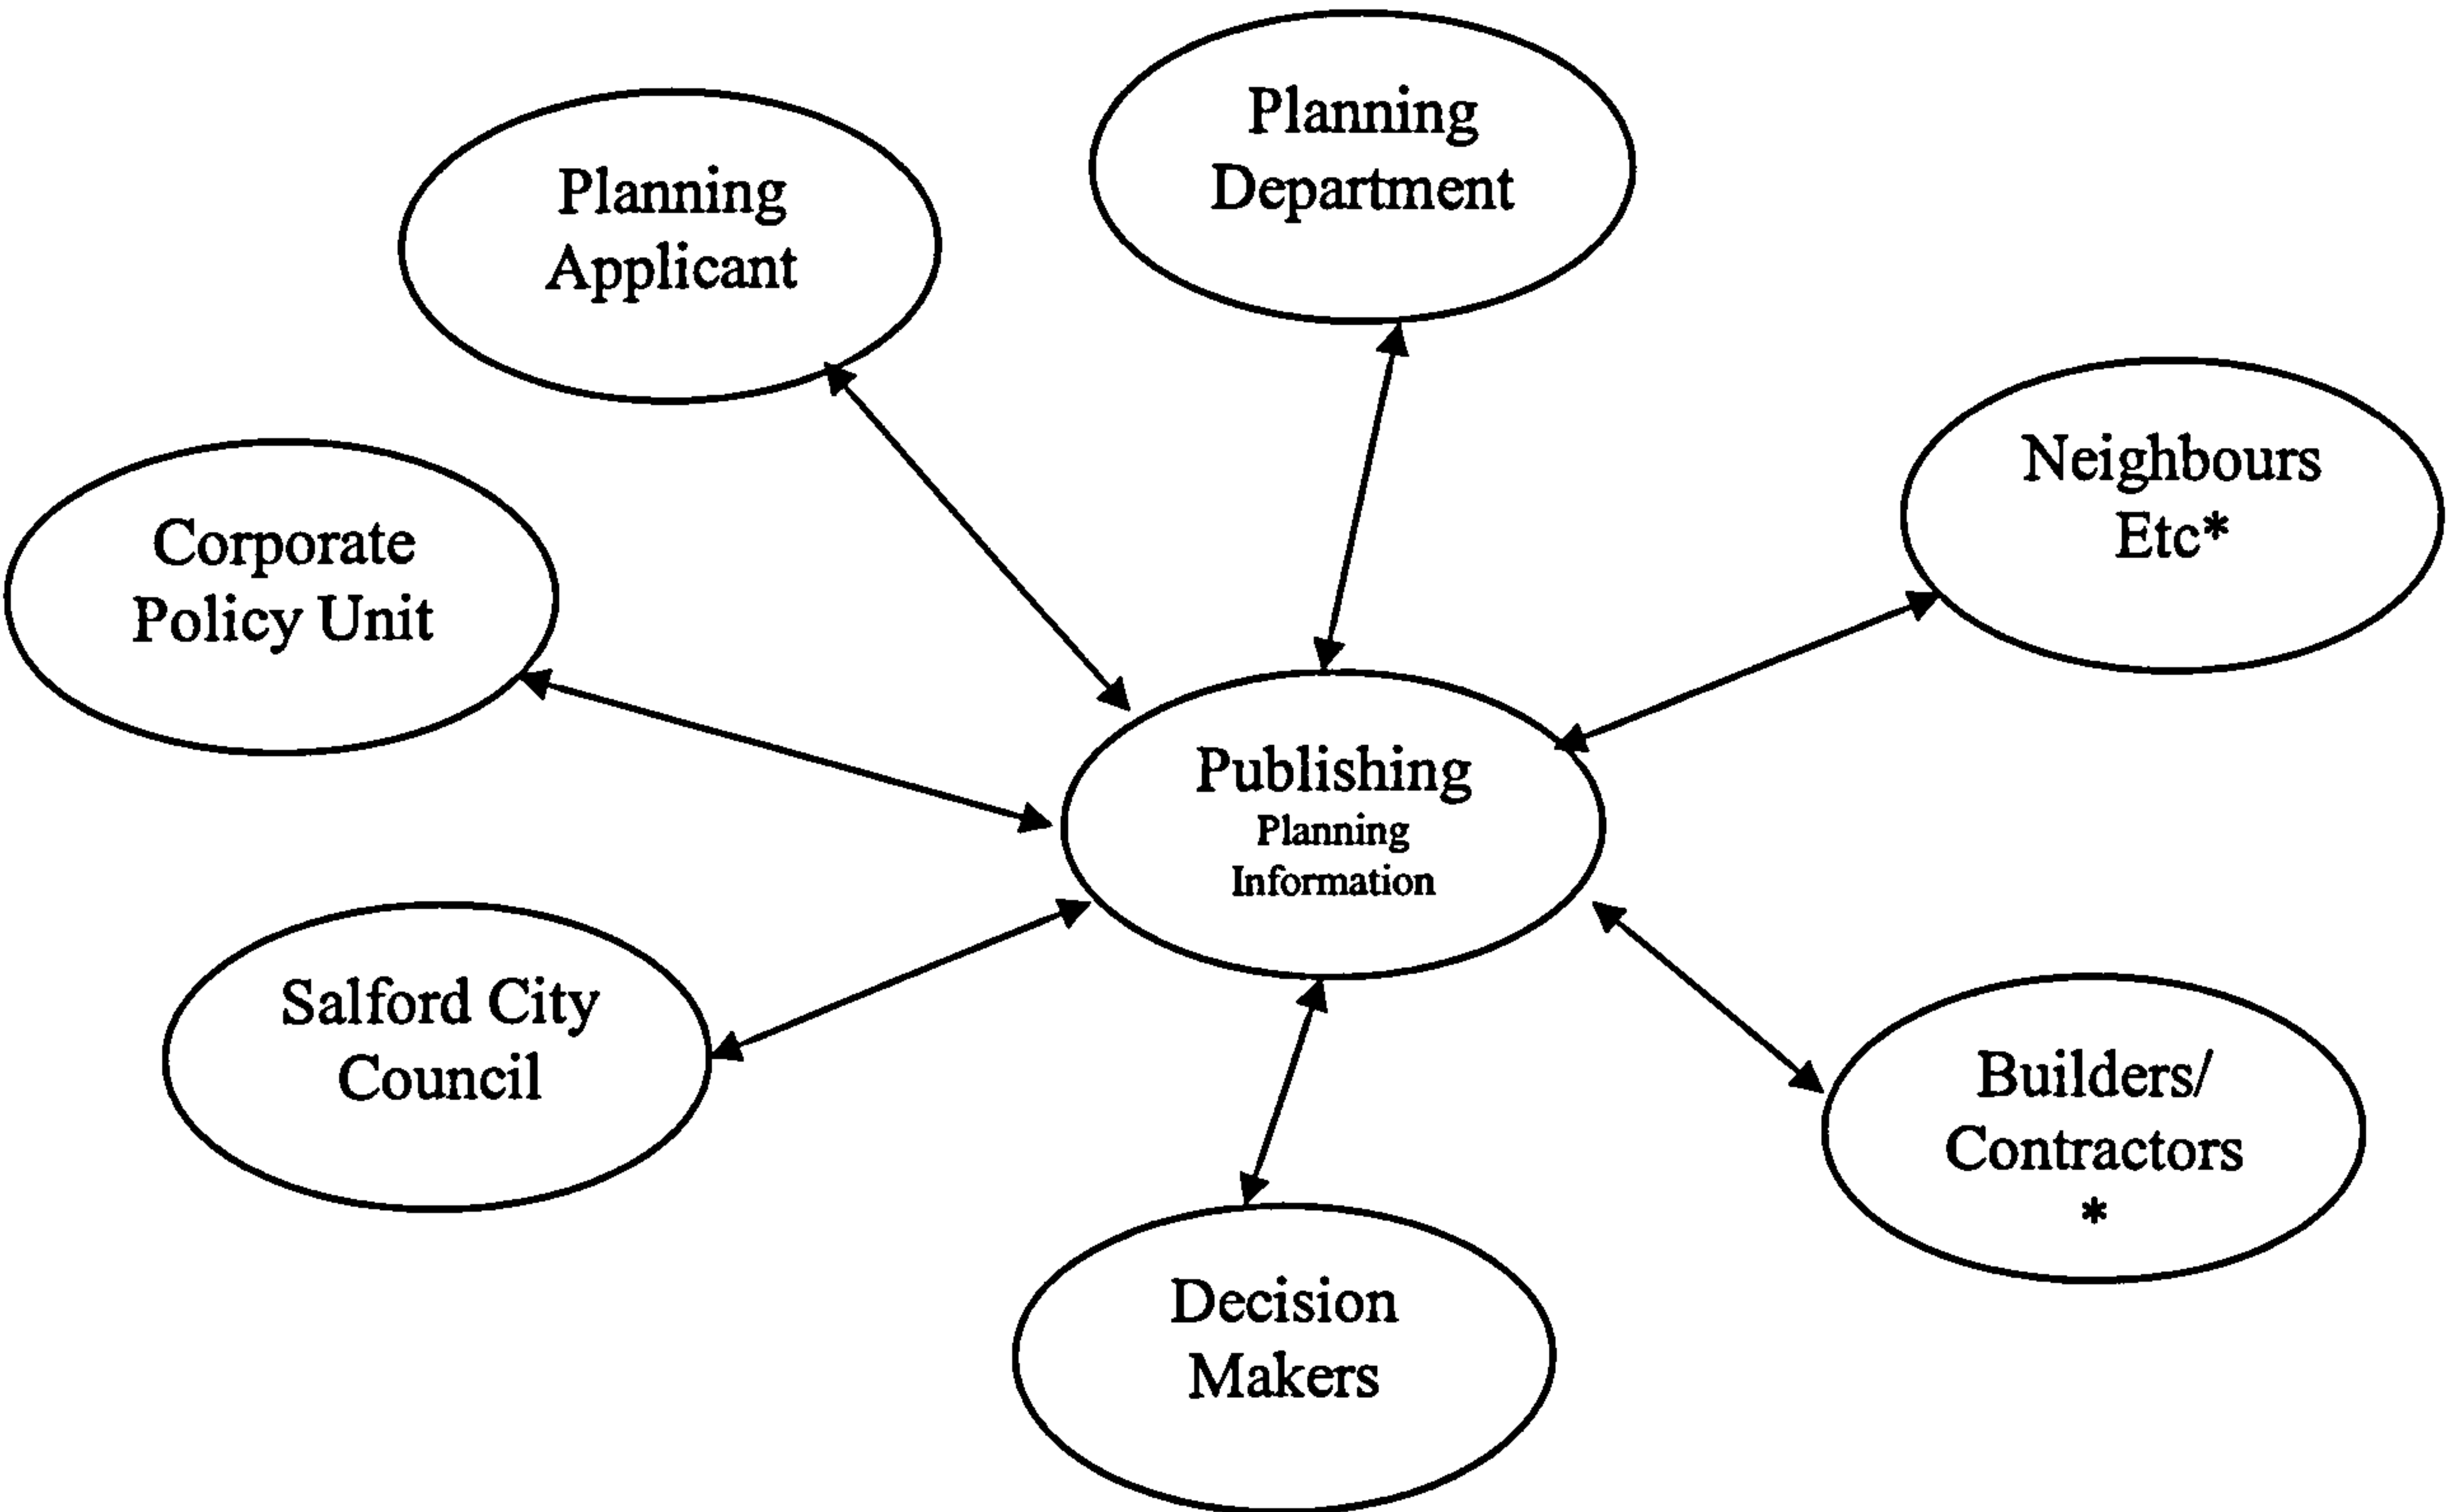 Planning
Department
Planning
Applicant
Neighbours
Etc*
Corporate
Policy Unit
Publishing
Planning
Information
Salford City
Council
Builders/
Contractors
*
Decision
Makers